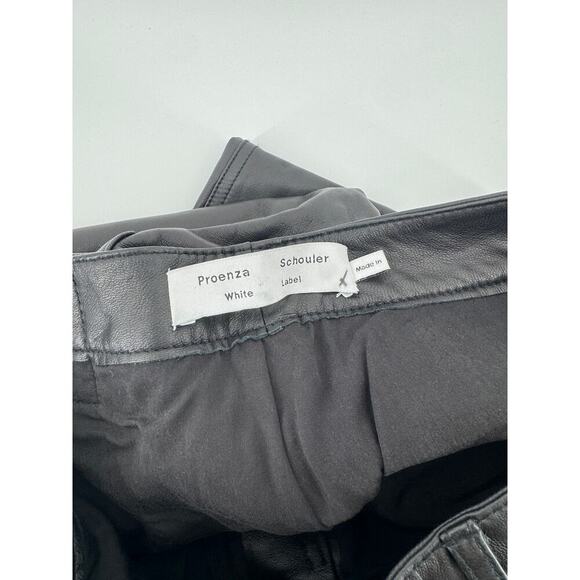 Proenza Schouler
White Label
Made in